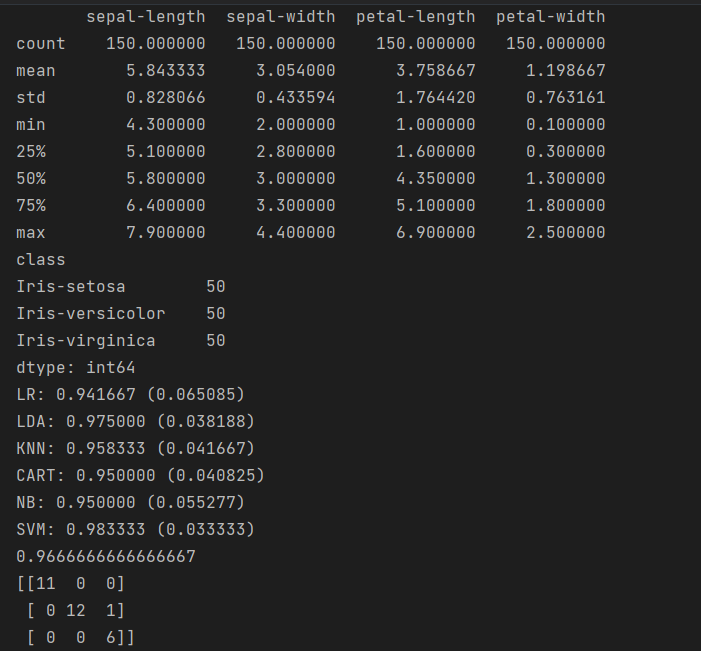 sepal-length  sepal-width  petal-length  petal-width
count    150.000000   150.000000    150.000000   150.000000
mean       5.843333     3.054000      3.758667     1.198667
std        0.828066     0.433594      1.764420     0.763161
min        4.300000     2.000000      1.000000     0.100000
25%        5.100000     2.800000      1.600000     0.300000
50%        5.800000     3.000000      4.350000     1.300000
75%        6.400000     3.300000      5.100000     1.800000
max        7.900000     4.400000      6.900000     2.500000
class
Iris-setosa        50
Iris-versicolor    50
Iris-virginica     50
dtype: int64
LR: 0.941667 (0.065085)
LDA: 0.975000 (0.038188)
KNN: 0.958333 (0.041667)
CART: 0.950000 (0.040825)
NB: 0.950000 (0.055277)
SVM: 0.983333 (0.033333)
0.9666666666666667
[[11  0  0]
 [ 0 12  1]
 [ 0  0  6]]